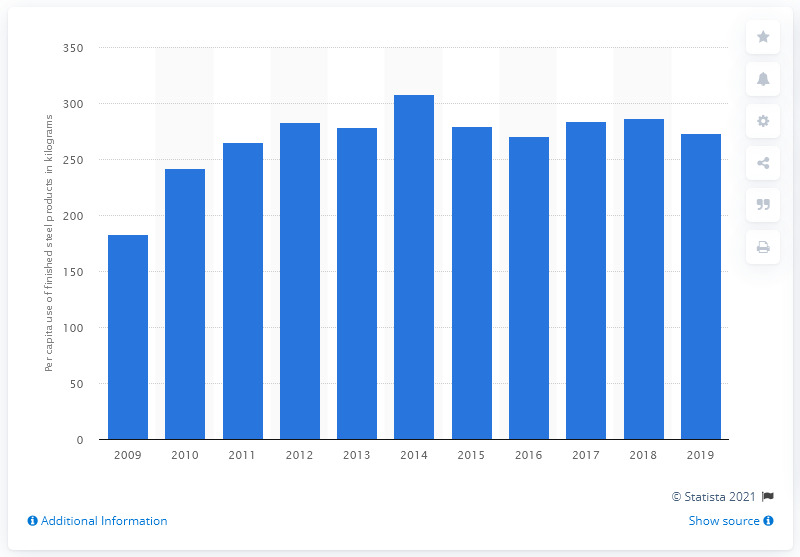 Per capita use of finished steel products in kilograms
350
300
250
200
150
100
50
0
2009 2010 2011 2012 2013 2014 2015 2016 2017 2018 2019
© Statista 2021
Additional Information
Show source